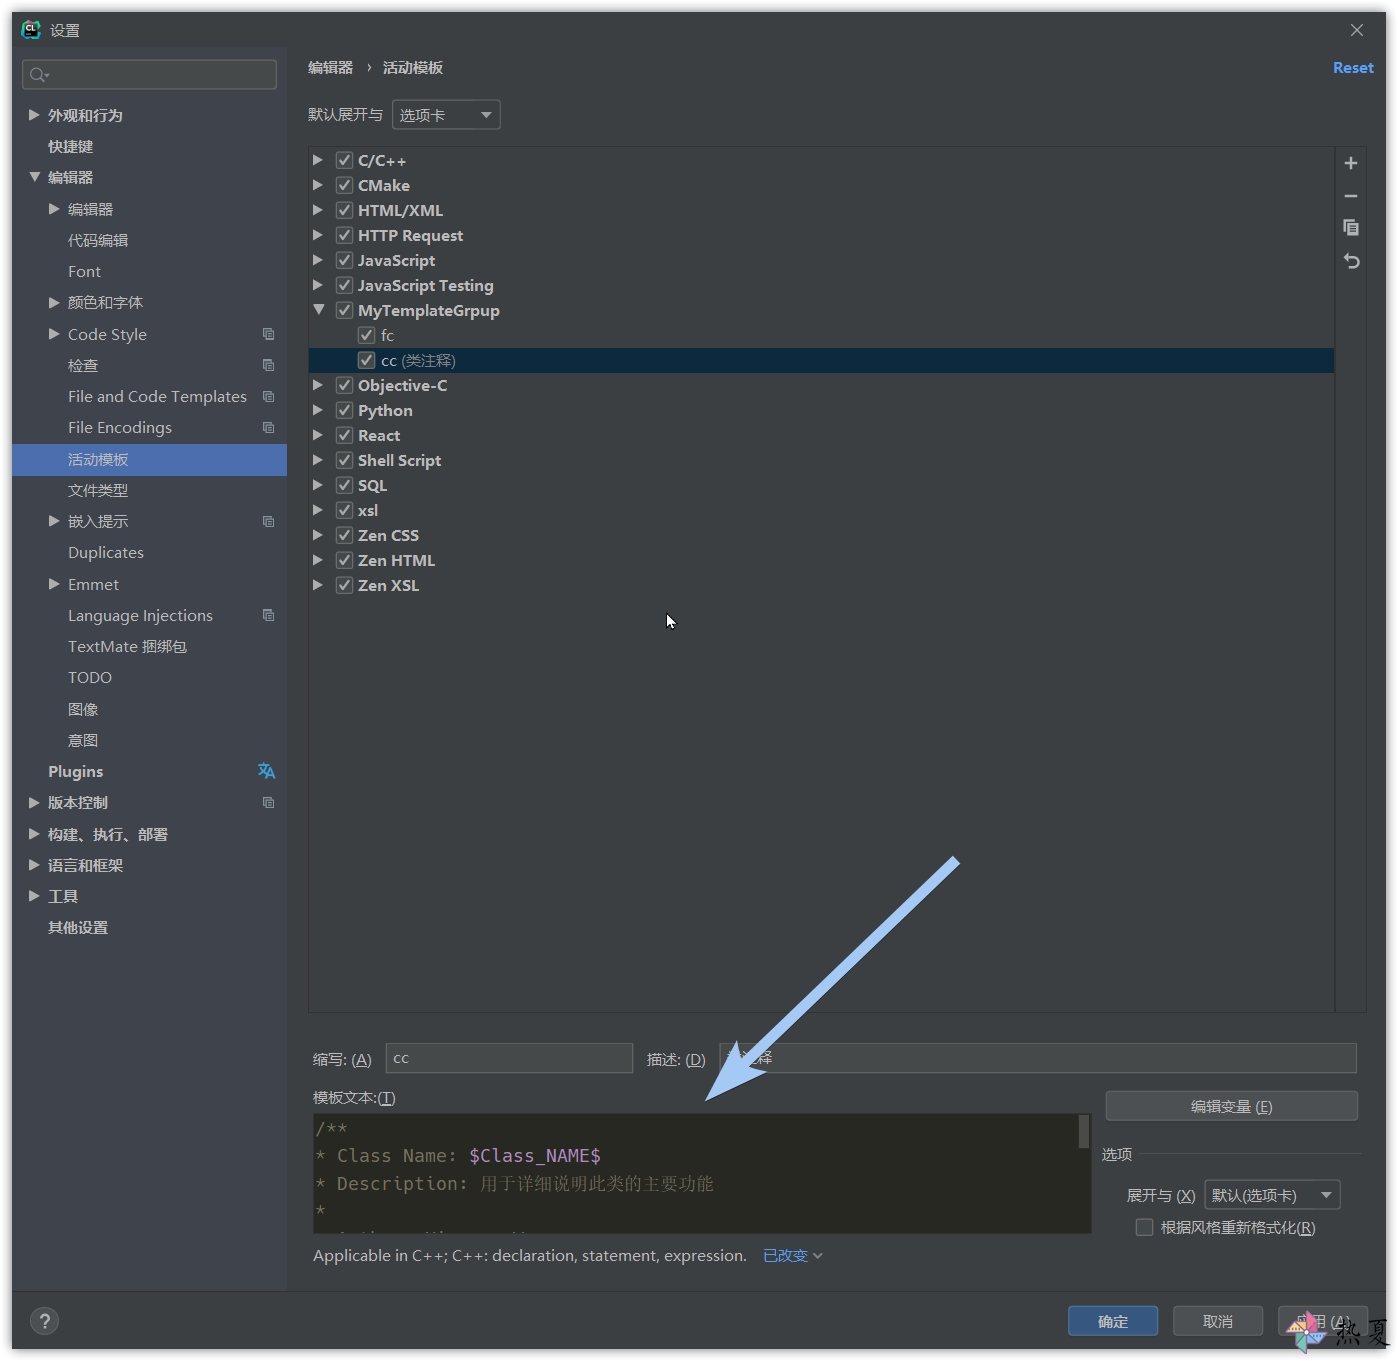 设置
外观和行为
快捷键
编辑器
编辑器
代码编辑
Font
颜色和字体
Code Style
检查
File and Code Templates
File Encodings
活动模板
文件类型
嵌入提示
Duplicates
Emmet
Language Injections
TextMate 捆绑包
TODO
图像
意图
Plugins
版本控制
构建、执行、部署
语言和框架
工具
其他设置
编辑器 › 活动模板
Reset
默认展开与 选项卡
C/C++
CMake
HTML/XML
HTTP Request
JavaScript
JavaScript Testing
MyTemplateGrpup
fc
cc (类注释)
Objective-C
Python
React
Shell Script
SQL
xsl
Zen CSS
Zen HTML
Zen XSL
缩写: (A) cc 描述: (D) 释
模板文本:(T)
/**
* Class Name: $Class_NAME$
* Description: 用于详细说明此类的主要功能
*
编辑变量 (E)
选项
展开与 (X) 默认(选项卡)
根据风格重新格式化(R)
Applicable in C++; C++: declaration, statement, expression. 已改变
?
确定
取消
用 (A)
热夏